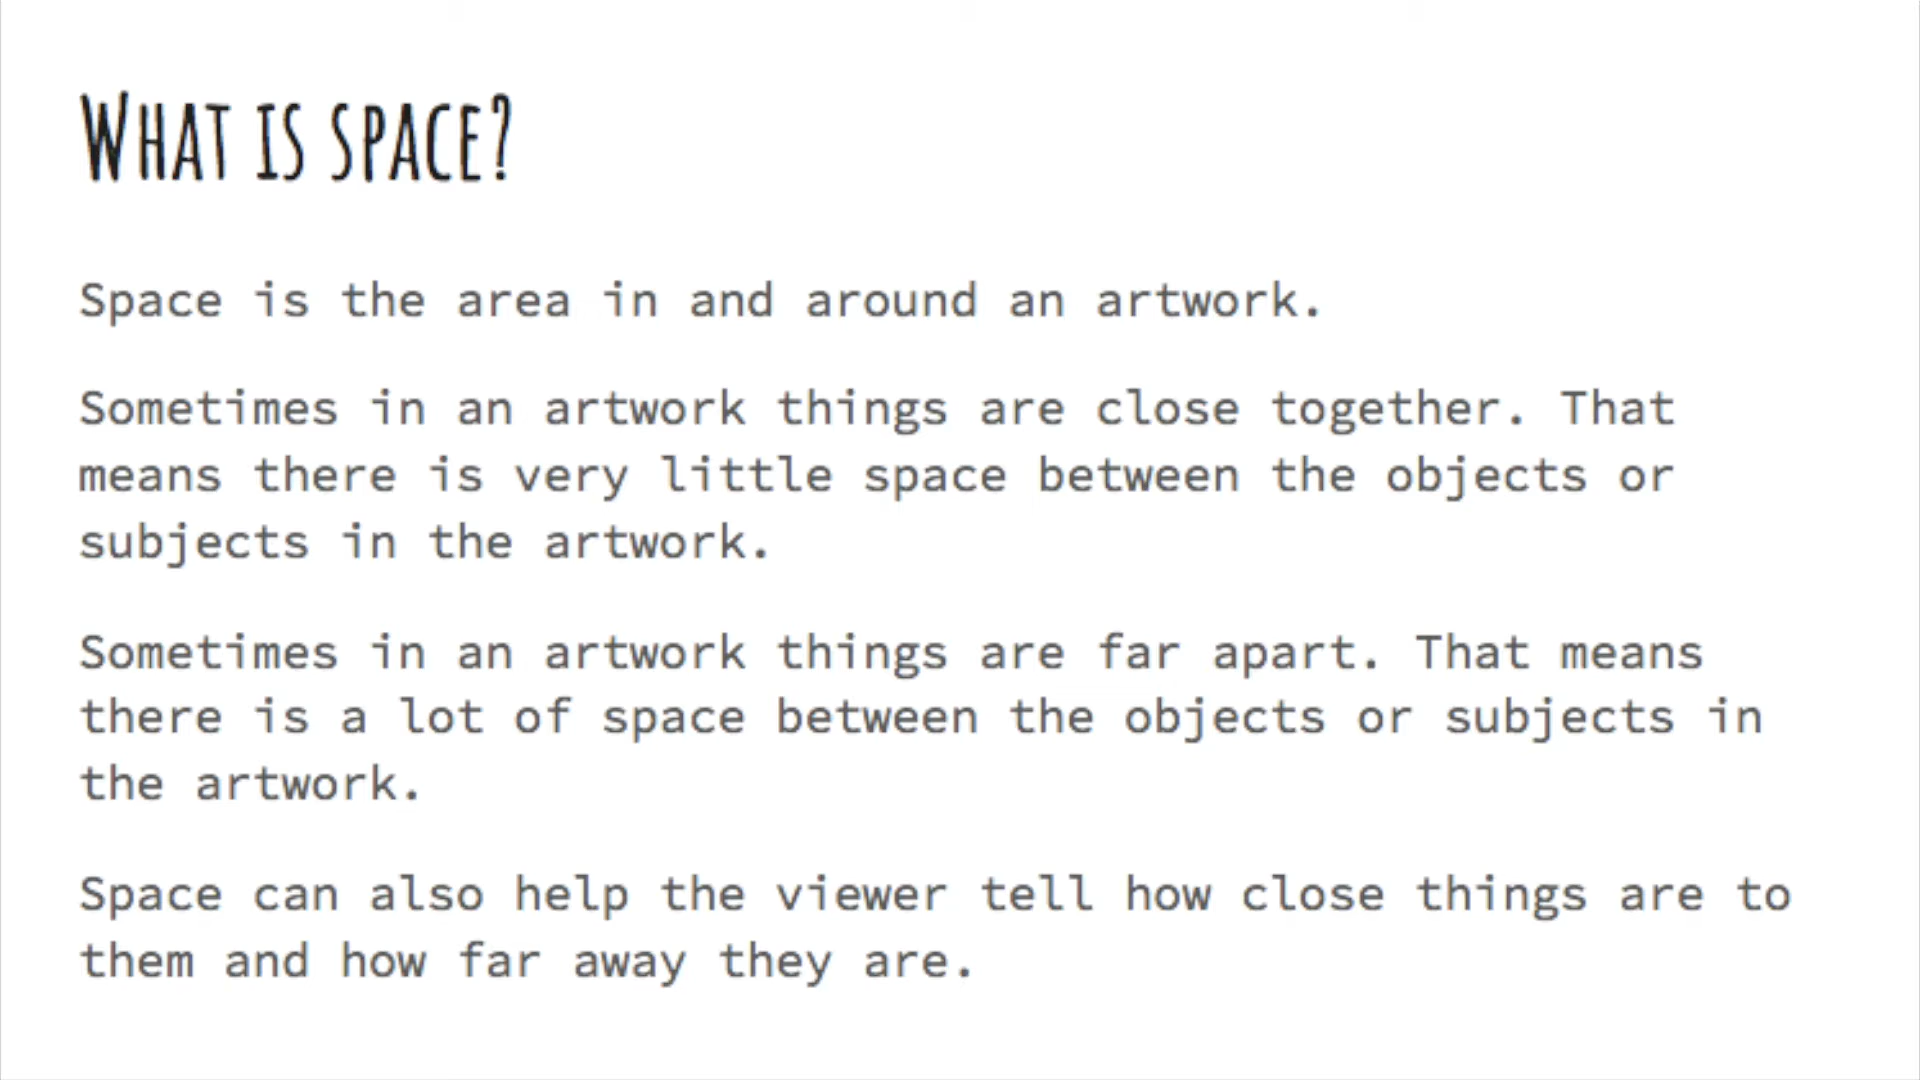 What is space?
Space is the area in and around an artwork.
Sometimes in an artwork things are close together. That
means there is very little space between the objects or
subjects in the artwork.
Sometimes in an artwork things are far apart. That means
there is a lot of space between the objects or subjects in
the artwork.
Space can also help the viewer tell how close things are to
them and how far away they are.